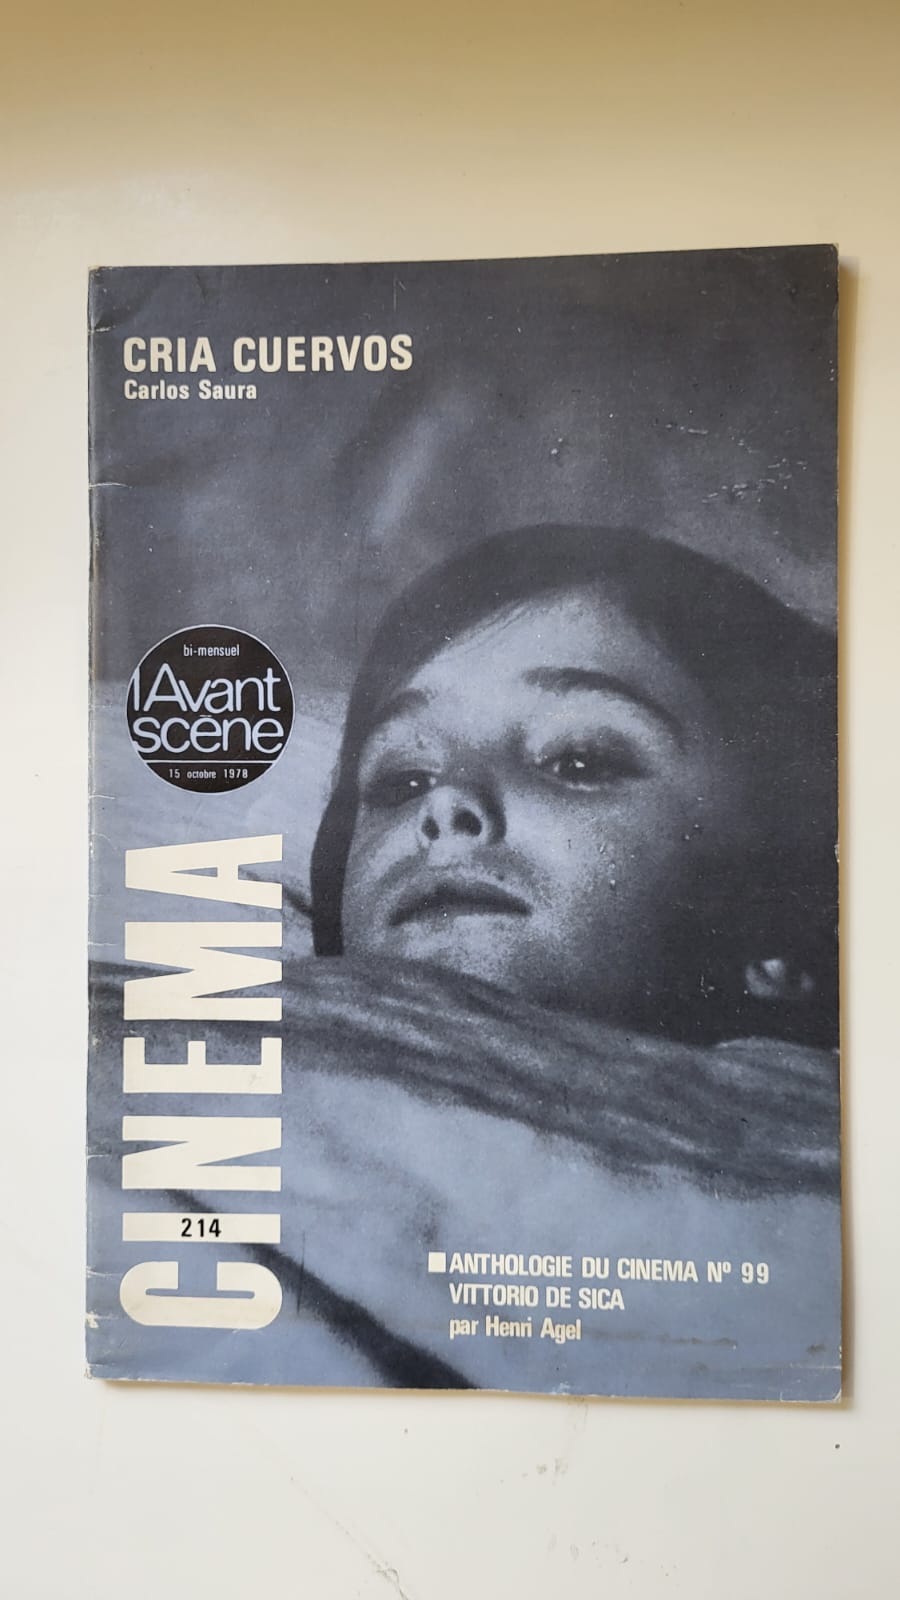 CRIA CUERVOS
Carlos Saura
bi-mensuel
l'Avant
scène
15 octobre 1978
CINEMA
214
ANTHOLOGIE DU CINEMA Nº 99
VITTORIO DE SICA
par Henri Agel